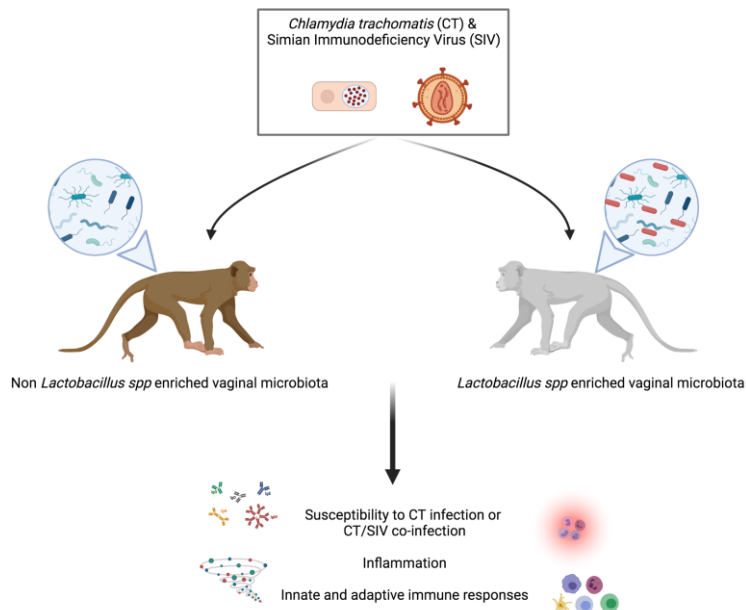 Chlamydia trachomatis (CT) &
Simian Immunodeficiency Virus (SIV)
Non Lactobacillus spp enriched vaginal microbiota
Lactobacillus spp enriched vaginal microbiota
Susceptibility to CT infection or
CT/SIV co-infection
Inflammation
Innate and adaptive immune responses